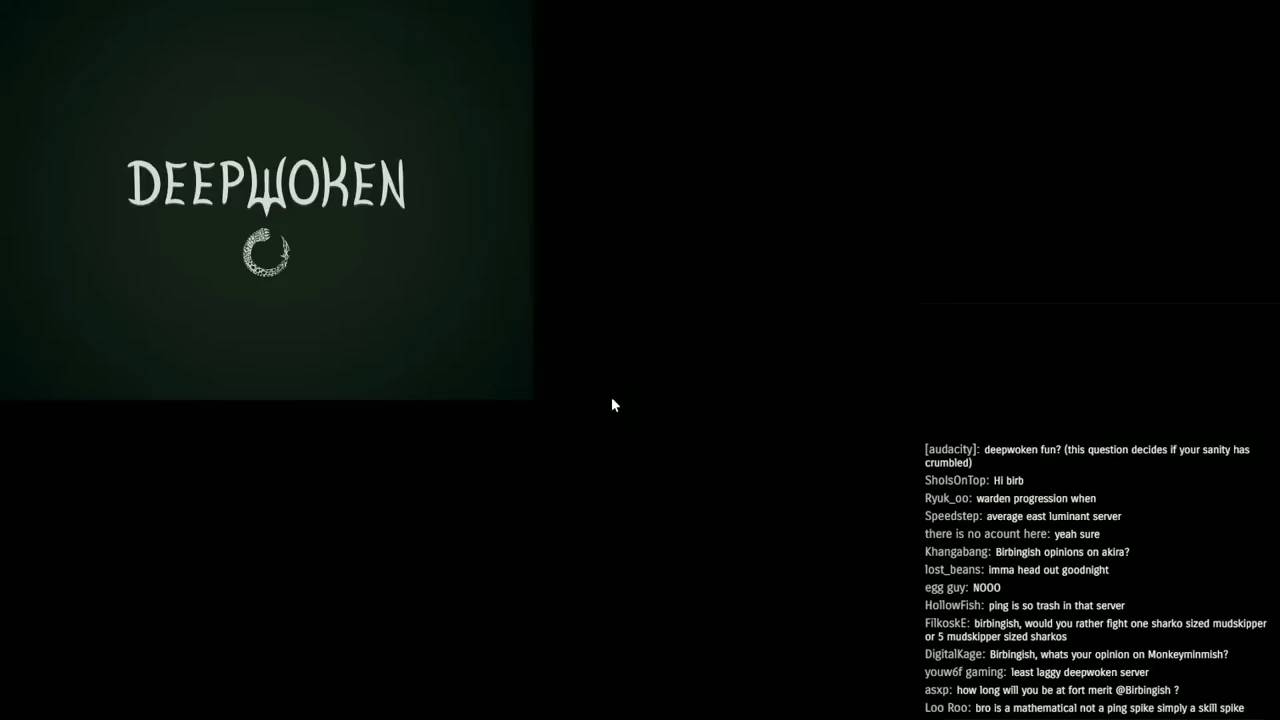 DEEPWOKEN
[audacity]: deepwoken fun? (this question decides if your sanity has
crumbled)
ShoIsOnTop: Hi birb
Ryuk_oo: warden progression when
Speedstep: average east luminant server
there is no acount here: yeah sure
Khangabang: Birbingish opinions on akira?
lost_beans: imma head out goodnight
egg guy: NOOO
HollowFish: ping is so trash in that server
FilkoskE: birbingish, would you rather fight one sharko sized mudskipper
or 5 mudskipper sized sharkos
DigitalKage: Birbingish, whats your opinion on Monkeyminmish?
youw6f gaming: least laggy deepwoken server
asxp: how long will you be at fort merit @Birbingish ?
Loo Roo: bro is a mathematical not a ping spike simply a skill spike